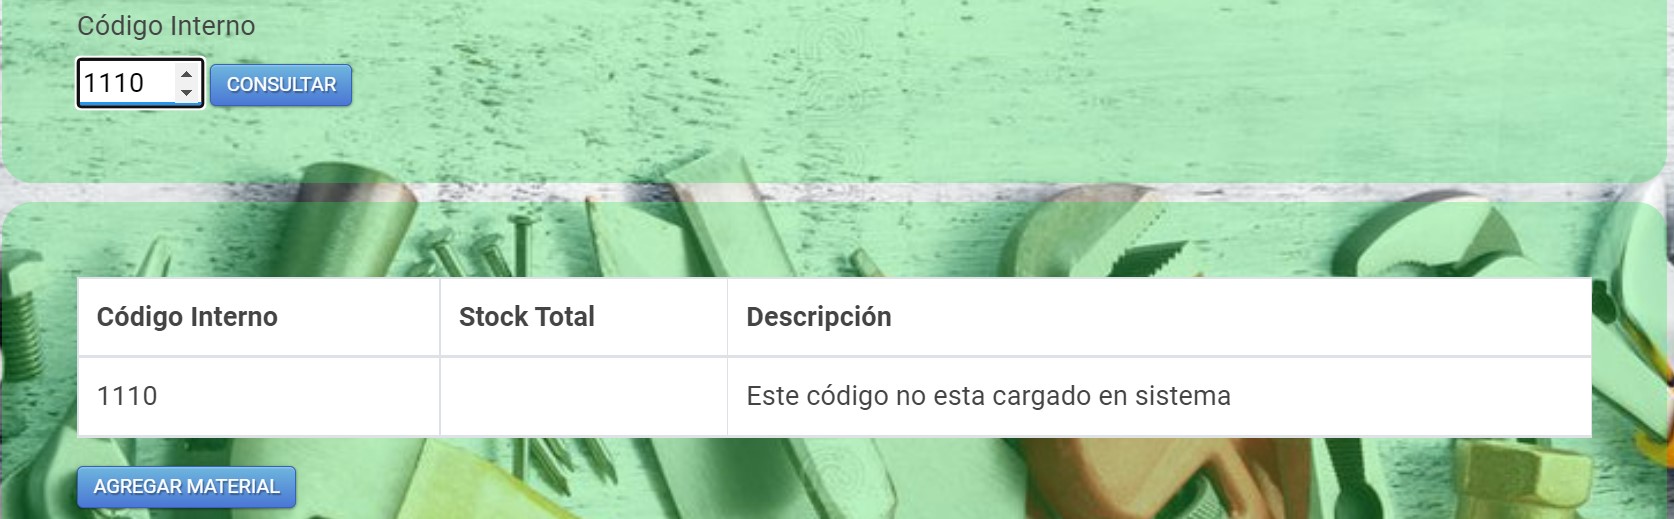 Código Interno
1110 CONSULTAR
Código Interno Stock Total Descripción
1110 Este código no esta cargado en sistema
AGREGAR MATERIAL